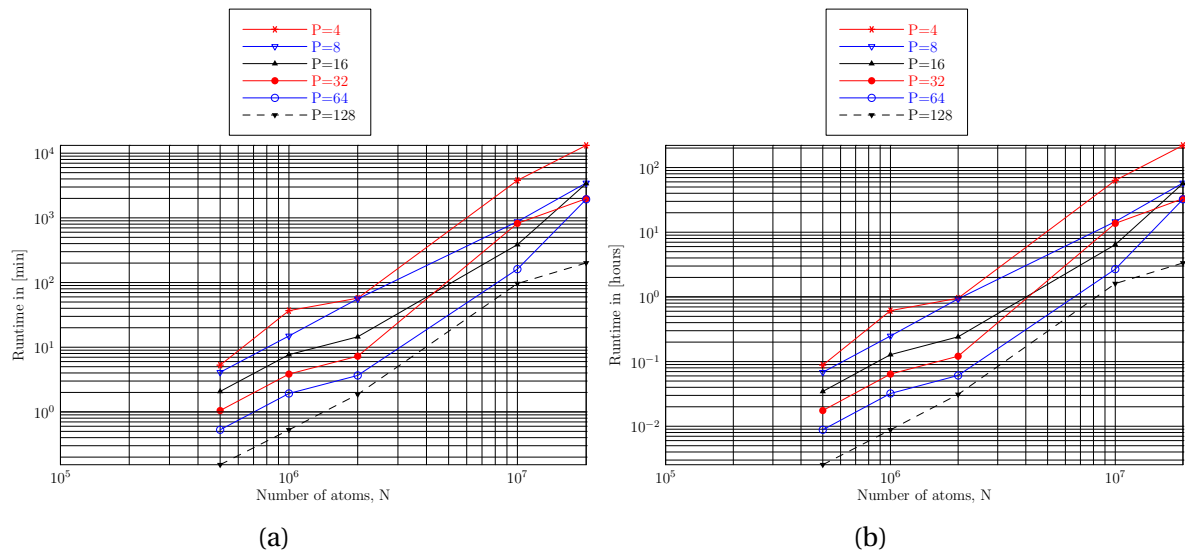 P=4
P=8
P=16
P=32
P=64
P=128
10^4
10^3
10^2
10^1
10^0
Runtime in [min]
10^5
10^6
10^7
Number of atoms, N
(a)
P=4
P=8
P=16
P=32
P=64
P=128
10^2
10^1
10^0
10^−1
10^−2
Runtime in [hours]
10^5
10^6
10^7
Number of atoms, N
(b)